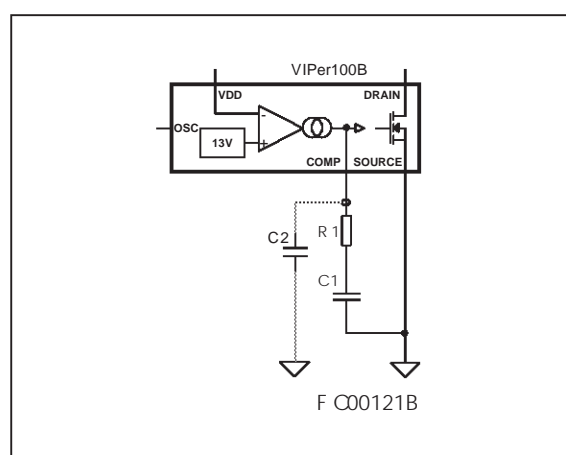 VIPer100B
VDD
DRAIN
OSC
-
13V
+
COMP
SOURCE
C2
R1
C1
FC00121B